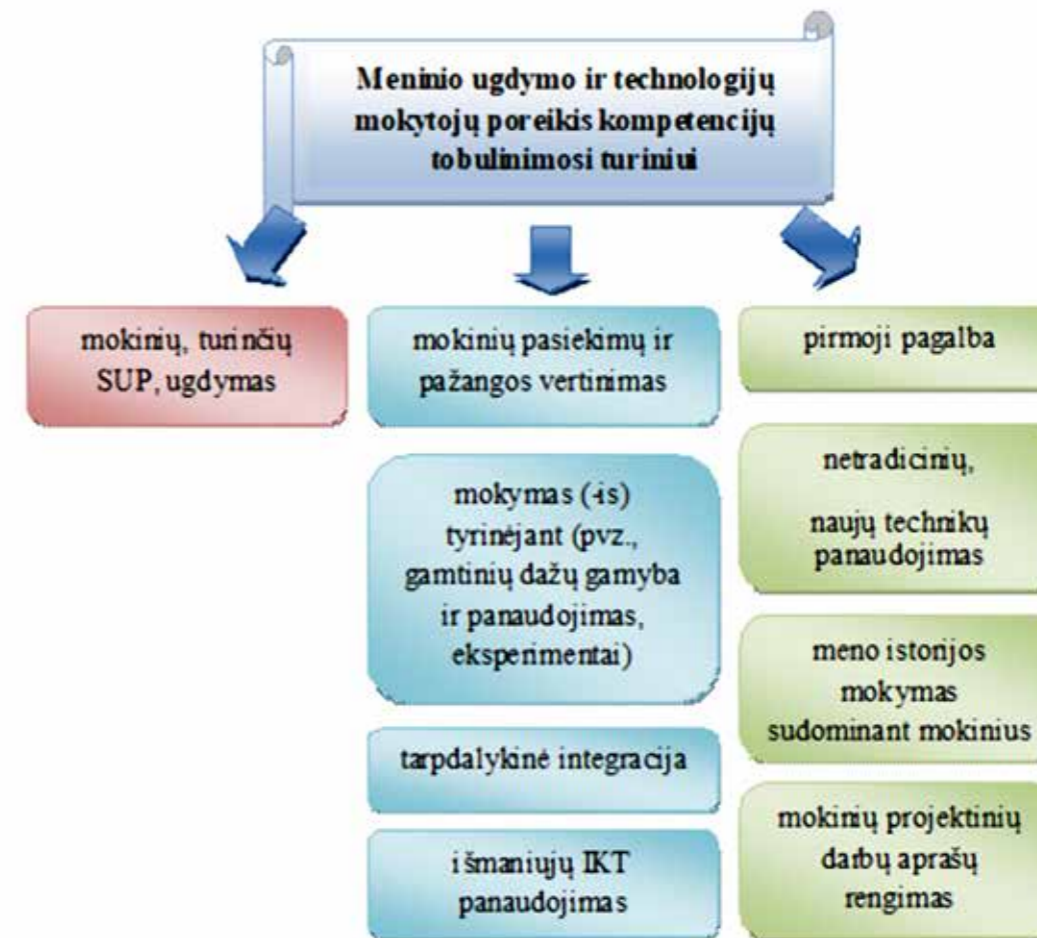 Meninio ugdymo ir technologijų
mokytojų poreikis kompetencijų
tobulinimosi turiniui
mokinių, turinčių
SUP, ugdymas
mokinių pasiekimų ir
pažangos vertinimas
mokymas (-is)
tyrinėjant (pvz.,
gamtinių dažų gamyba
ir panaudojimas,
eksperimentai)
tarpdalykinė integracija
išmaniųjų IKT
panaudojimas
pirmoji pagalba
netradicinių,
naujų technikų
panaudojimas
meno istorijos
mokymas
sudominant mokinius
mokinių projektinių
darbų aprašų
rengimas